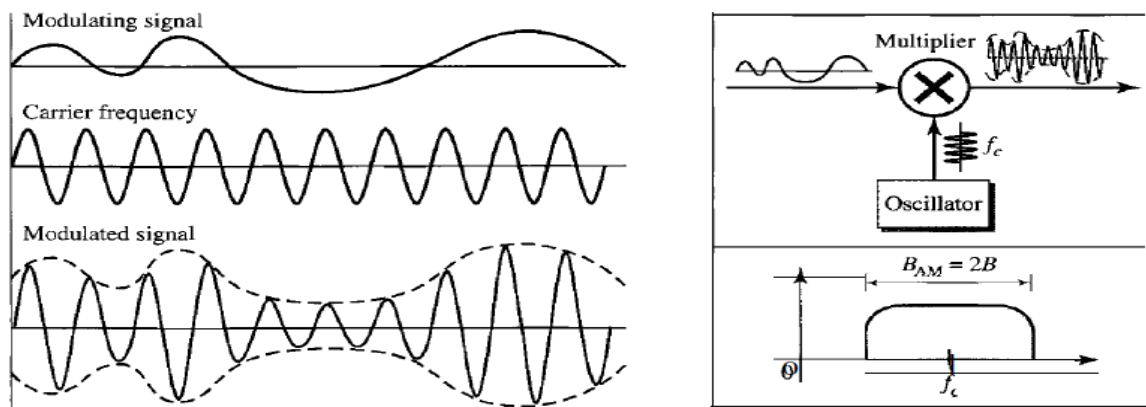 Modulating signal
Carrier frequency
Modulated signal
Multiplier
f_c
Oscillator
B_AM = 2B
0
f_c